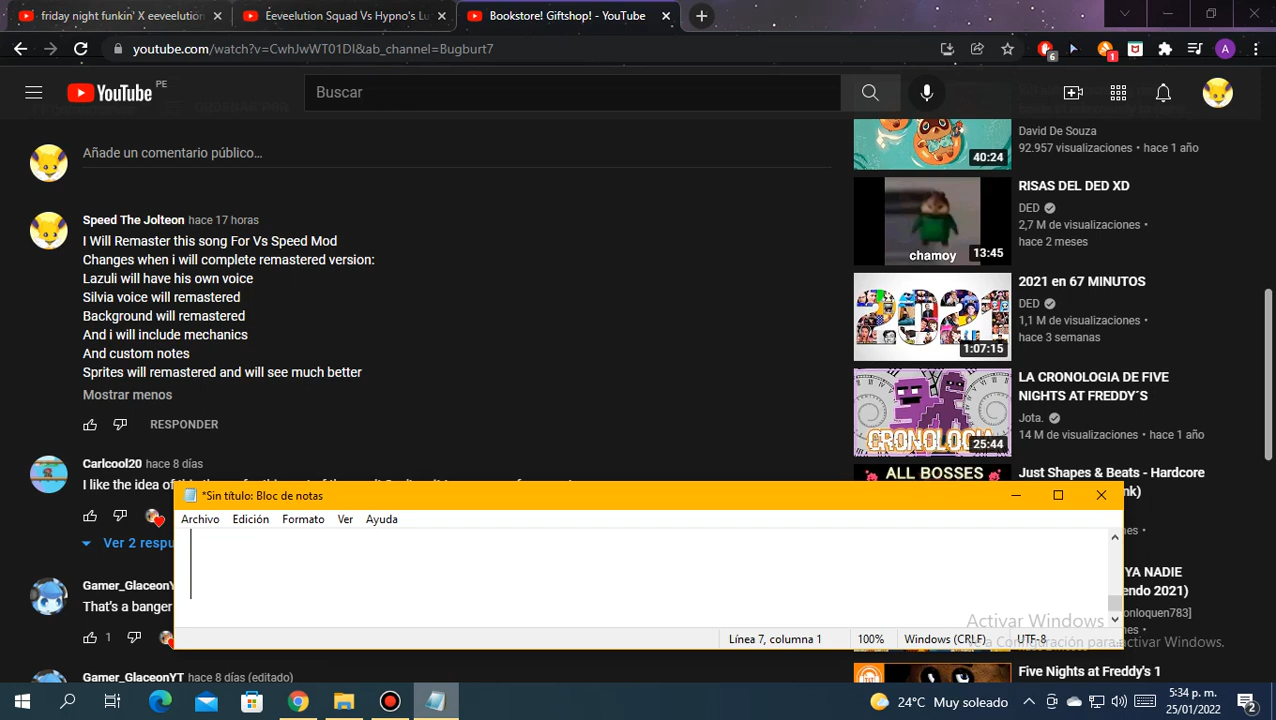 friday night funkin' X eeveelution
Eeveelution Squad Vs Hypno's Lu
Bookstore! Giftshop! - YouTube
youtube.com/watch?v=CwhJwWT01DI&ab_channel=Bugburt7
6
1
A
YouTube PE
Buscar
Añade un comentario público...
Speed The Jolteon hace 17 horas
I Will Remaster this song For Vs Speed Mod
Changes when i will complete remastered version:
Lazuli will have his own voice
Silvia voice will remastered
Background will remastered
And i will include mechanics
And custom notes
Sprites will remastered and will see much better
Mostrar menos
RESPONDER
Carlcool20 hace 8 días
I like the idea of
Ver 2 respu
Gamer_GlaceonY
That's a banger
1
Gamer_GlaceonYT hace 8 días (editado)
40:24
David De Souza
92.957 visualizaciones • hace 1 año
chamoy
13:45
RISAS DEL DED XD
DED
2,7 M de visualizaciones •
hace 2 meses
2021
1:07:15
2021 en 67 MINUTOS
DED
1,1 M de visualizaciones •
hace 3 semanas
CRONOLOGIA
25:44
LA CRONOLOGIA DE FIVE
NIGHTS AT FREDDY´S
Jota.
14 M de visualizaciones • hace 1 año
ALL BOSSES
Just Shapes & Beats - Hardcore
YA NADIE
Five Nights at Freddy's 1
*Sin título: Bloc de notas
Archivo Edición Formato Ver Ayuda
Línea 7, columna 1
100%
Windows (CRLF)
UTF-8
Activar Windows
Ve a Configuración para activar Windows.
24°C Muy soleado
5:34 p. m.
25/01/2022
2